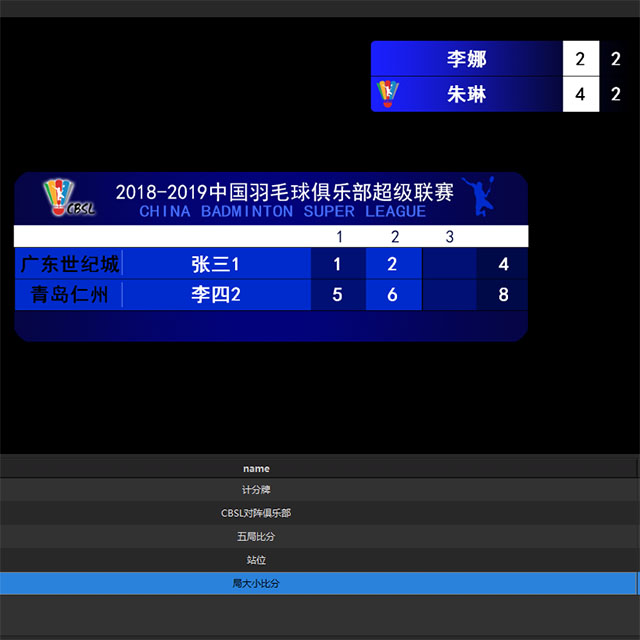 李娜 2 2
朱琳 4 2
CBSL 2018-2019中国羽毛球俱乐部超级联赛
CHINA BADMINTON SUPER LEAGUE
1 2 3
广东世纪城 张三1 1 2 4
青岛仁州 李四2 5 6 8
name
计分牌
CBSL对阵俱乐部
五局比分
站位
局大小比分